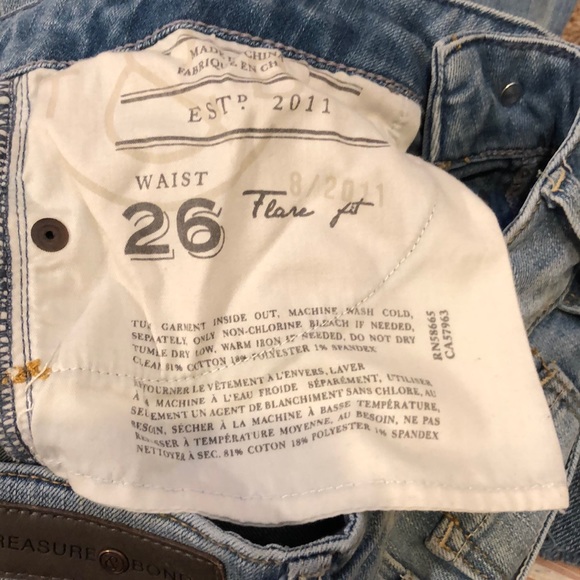 MADE CHINA
FABRIQUÉ EN
ESTD 2011
8/2011
WAIST
26 Flare fit
GARMENT INSIDE OUT, MACHINE WASH COLD,
SEPARATELY, ONLY NON-CHLORINE BLEACH IF NEEDED,
TUMBLE DRY LOW, WARM IRON IF NEEDED, DO NOT DRY
CLEAN 81% COTTON 18% POLYESTER 1% SPANDEX
RETOURNER LE VÊTEMENT À L'ENVERS, LAVER
À LA MACHINE À L'EAU FROIDE SÉPARÉMENT, UTILISER
SEULEMENT UN AGENT DE BLANCHIMENT SANS CHLORE, AU
BESOIN, SÉCHER À LA MACHINE À BASSE TEMPÉRATURE,
REPASSER À TEMPÉRATURE MOYENNE, AU BESOIN, NE PAS
NETTOYER À SEC. 81% COTON 18% POLYESTER 1% SPANDEX
RN58665
CA57963
TREASURE & BOND